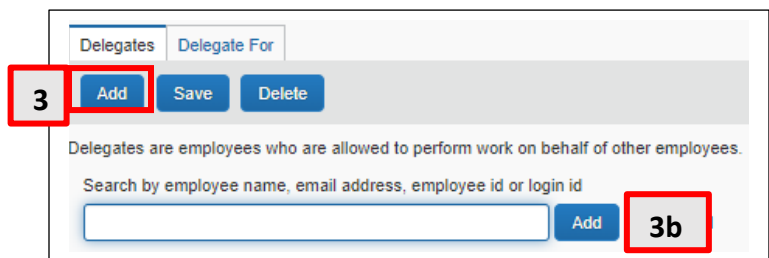 Delegates Delegate For
3 Add Save Delete
Delegates are employees who are allowed to perform work on behalf of other employees.
Search by employee name, email address, employee id or login id
Add 3b